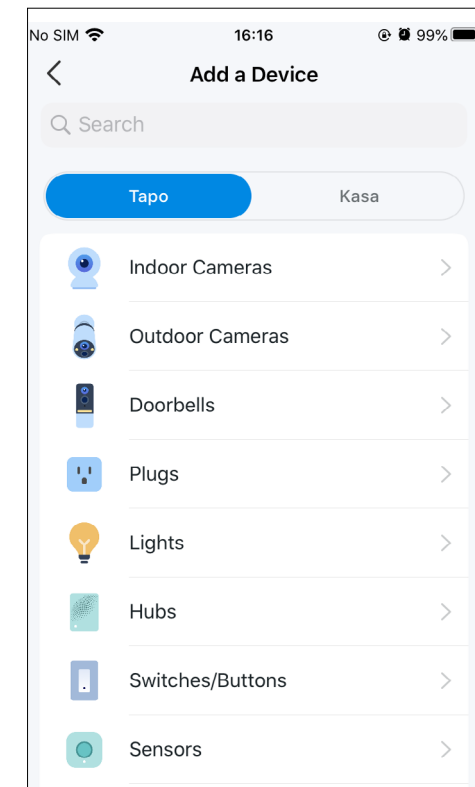 No SIM 16:16 99%
Add a Device
Search
Tapo Kasa
Indoor Cameras
Outdoor Cameras
Doorbells
Plugs
Lights
Hubs
Switches/Buttons
Sensors